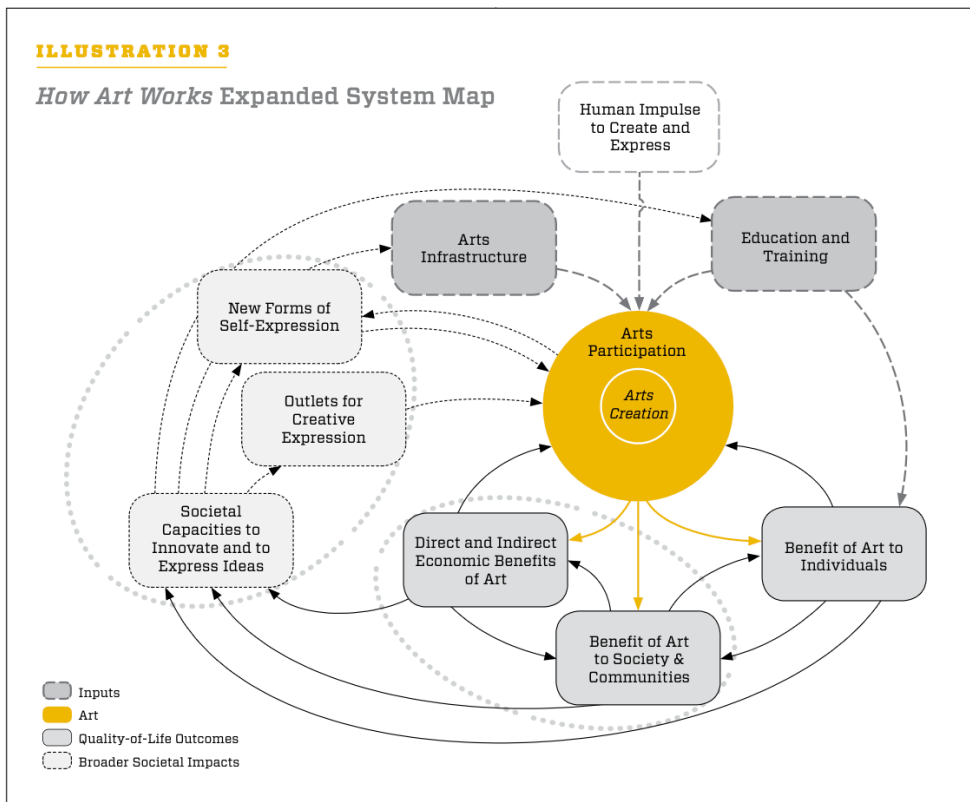 ILLUSTRATION 3
How Art Works Expanded System Map
Human Impulse
to Create and
Express
Arts
Infrastructure
Education and
Training
New Forms of
Self-Expression
Arts
Participation
Arts
Creation
Outlets for
Creative
Expression
Societal
Capacities to
Innovate and to
Express Ideas
Direct and Indirect
Economic Benefits
of Art
Benefit of Art to
Individuals
Benefit of Art
to Society &
Communities
Inputs
Art
Quality-of-Life Outcomes
Broader Societal Impacts